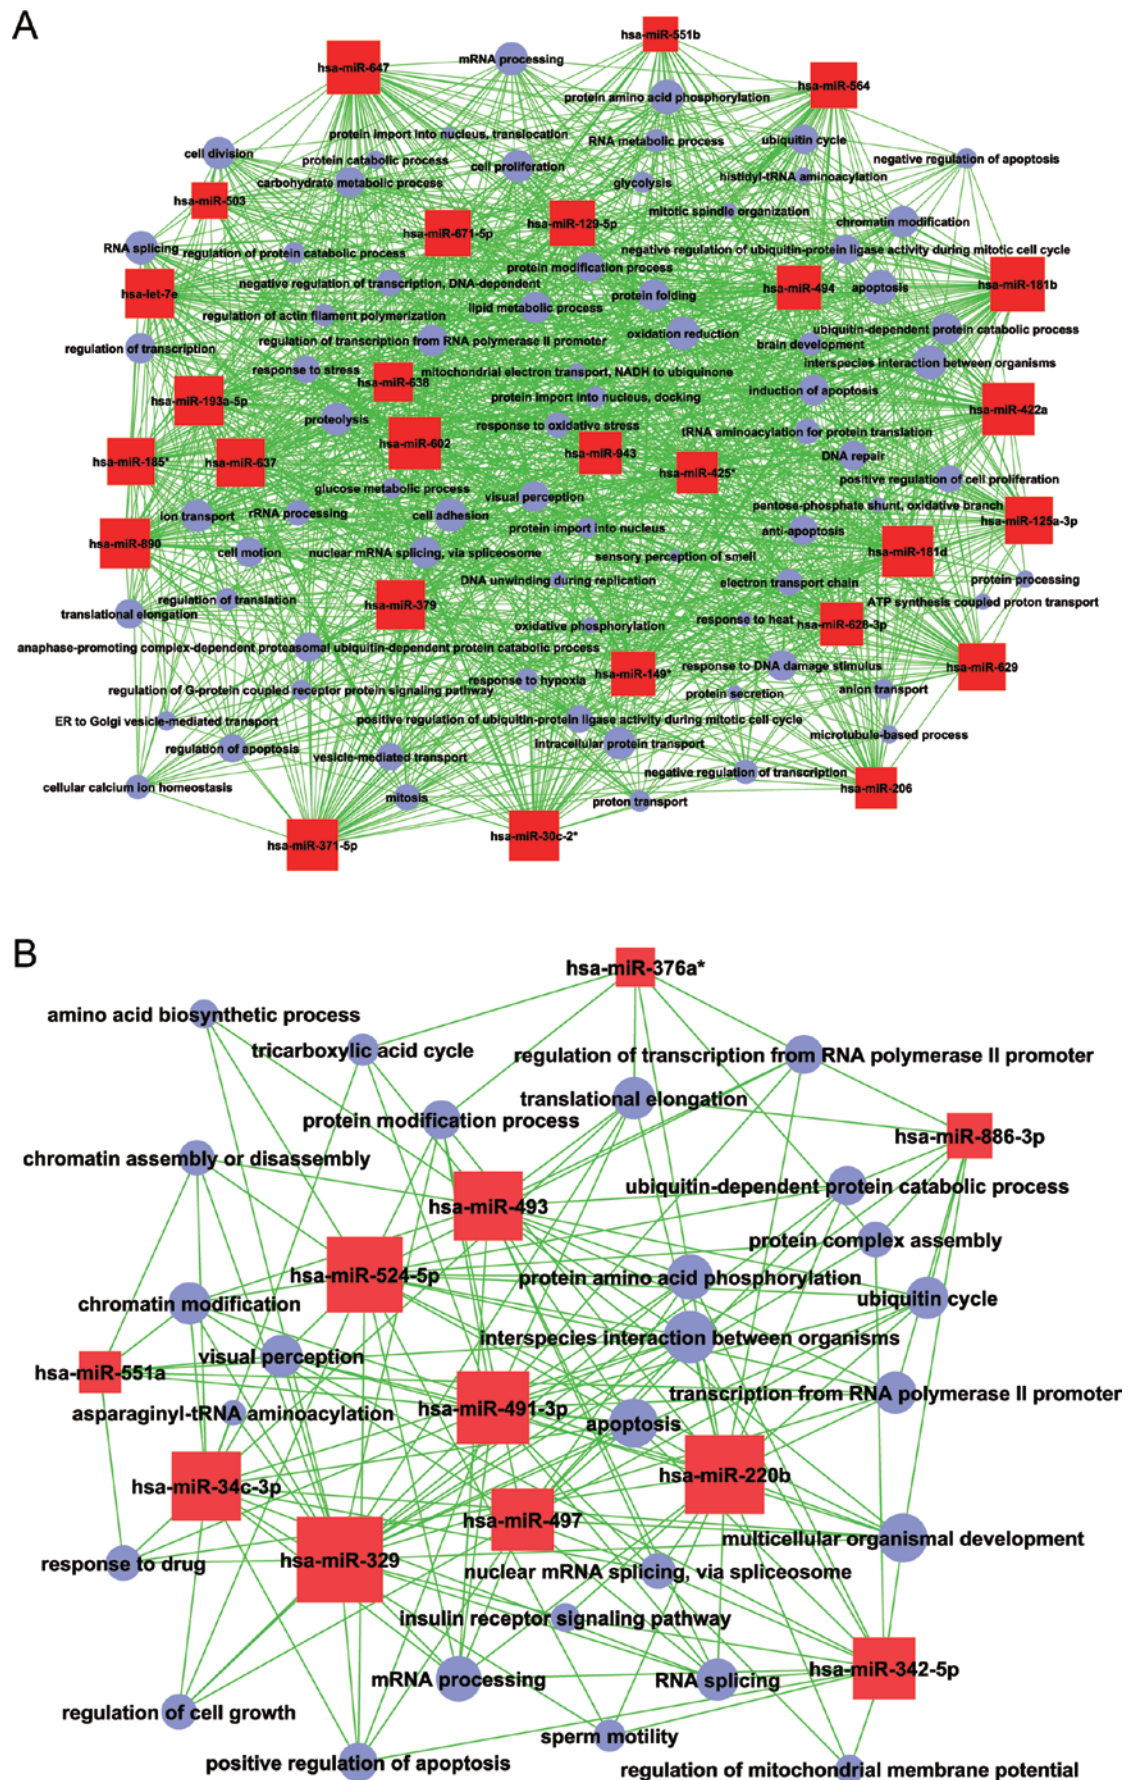 A
hsa-miR-551b
mRNA processing
hsa-miR-647
hsa-miR-564
protein amino acid phosphorylation
protein import into nucleus, translocation
RNA metabolic process
ubiquitin cycle
cell division
protein catabolic process
cell proliferation
negative regulation of apoptosis
carbohydrate metabolic process
glycolysis
histidyl-tRNA aminoacylation
hsa-miR-503
mitotic spindle organization
chromatin modification
hsa-miR-671-5p
hsa-miR-129-5p
RNA splicing
regulation of protein catabolic process
negative regulation of ubiquitin-protein ligase activity during mitotic cell cycle
protein modification process
negative regulation of transcription, DNA-dependent
hsa-let-7e
protein folding
hsa-miR-494
apoptosis
hsa-miR-181b
lipid metabolic process
regulation of actin filament polymerization
ubiquitin-dependent protein catabolic process
oxidation reduction
regulation of transcription
regulation of transcription from RNA polymerase II promoter
brain development
interspecies interaction between organisms
response to stress
mitochondrial electron transport, NADH to ubiquinone
hsa-miR-638
induction of apoptosis
hsa-miR-193a-5p
protein import into nucleus, docking
hsa-miR-422a
proteolysis
response to oxidative stress
tRNA aminoacylation for protein translation
hsa-miR-602
hsa-miR-943
DNA repair
hsa-miR-185*
hsa-miR-637
hsa-miR-425*
positive regulation of cell proliferation
glucose metabolic process
visual perception
pentose-phosphate shunt, oxidative branch
ion transport
rRNA processing
cell adhesion
hsa-miR-125a-3p
protein import into nucleus
anti-apoptosis
hsa-miR-890
cell motion
nuclear mRNA splicing, via spliceosome
sensory perception of smell
hsa-miR-181d
DNA unwinding during replication
electron transport chain
protein processing
regulation of translation
ATP synthesis coupled proton transport
translational elongation
hsa-miR-379
oxidative phosphorylation
response to heat
hsa-miR-628-3p
anaphase-promoting complex-dependent proteasomal ubiquitin-dependent protein catabolic process
response to DNA damage stimulus
hsa-miR-629
hsa-miR-149*
response to hypoxia
regulation of G-protein coupled receptor protein signaling pathway
protein secretion
anion transport
ER to Golgi vesicle-mediated transport
positive regulation of ubiquitin-protein ligase activity during mitotic cell cycle
microtubule-based process
regulation of apoptosis
vesicle-mediated transport
intracellular protein transport
negative regulation of transcription
cellular calcium ion homeostasis
mitosis
proton transport
hsa-miR-206
hsa-miR-371-5p
hsa-miR-30c-2*
B
hsa-miR-376a*
amino acid biosynthetic process
tricarboxylic acid cycle
regulation of transcription from RNA polymerase II promoter
translational elongation
protein modification process
hsa-miR-886-3p
chromatin assembly or disassembly
ubiquitin-dependent protein catabolic process
hsa-miR-493
protein complex assembly
hsa-miR-524-5p
protein amino acid phosphorylation
chromatin modification
ubiquitin cycle
interspecies interaction between organisms
visual perception
hsa-miR-551a
transcription from RNA polymerase II promoter
hsa-miR-491-3p
asparaginyl-tRNA aminoacylation
apoptosis
hsa-miR-220b
hsa-miR-34c-3p
hsa-miR-497
multicellular organismal development
response to drug
hsa-miR-329
nuclear mRNA splicing, via spliceosome
insulin receptor signaling pathway
hsa-miR-342-5p
mRNA processing
RNA splicing
regulation of cell growth
sperm motility
positive regulation of apoptosis
regulation of mitochondrial membrane potential